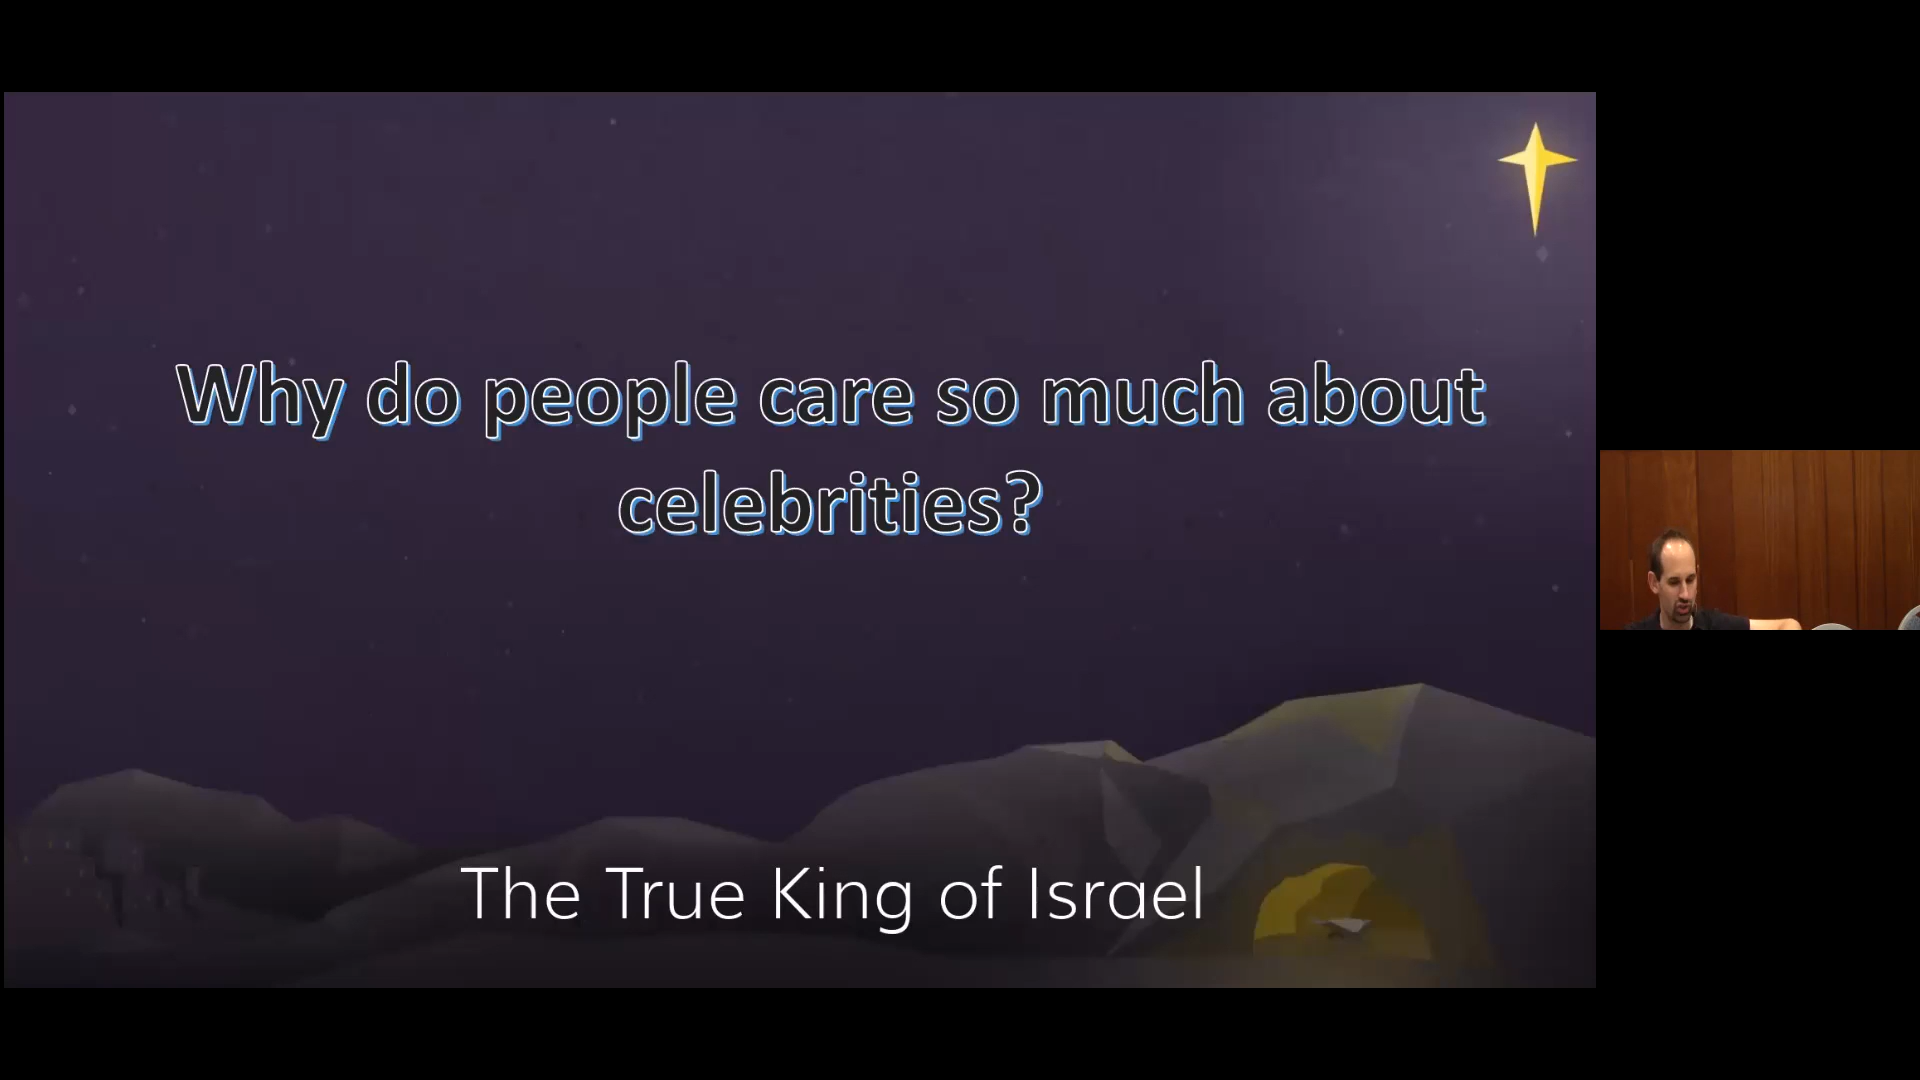 Why do people care so much about
celebrities?
The True King of Israel